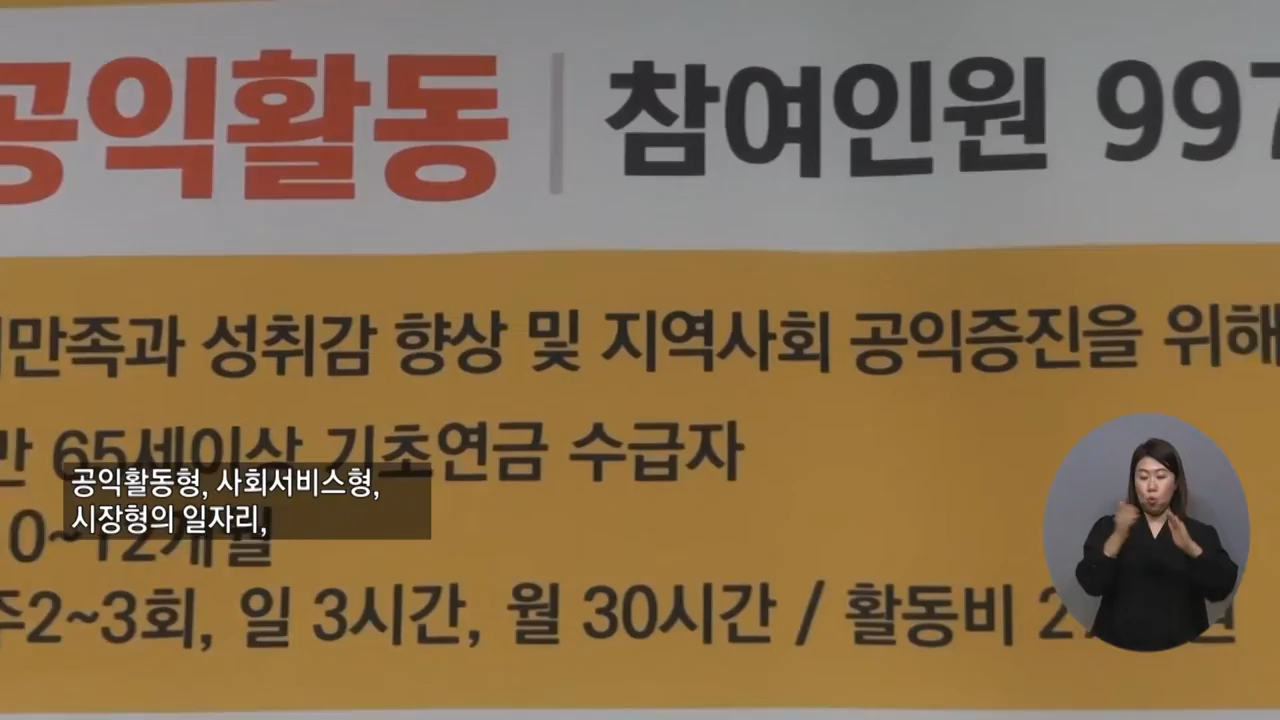 공익활동 참여인원 997
만족과 성취감 향상 및 지역사회 공익증진을 위해
만 65세이상 기초연금 수급자
공익활동형, 사회서비스형,
시장형의 일자리,
0~12개월
주2~3회, 일 3시간, 월 30시간 / 활동비